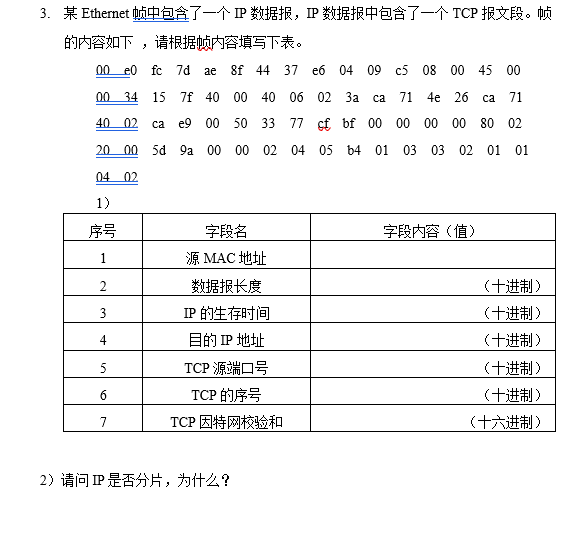 3. 某 Ethernet 帧中包含了一个 IP 数据报，IP 数据报中包含了一个 TCP 报文段。帧
的内容如下 ，请根据帧内容填写下表。
00 e0 fc 7d ae 8f 44 37 e6 04 09 c5 08 00 45 00
00 34 15 7f 40 00 40 06 02 3a ca 71 4e 26 ca 71
40 02 ca e9 00 50 33 77 cf bf 00 00 00 00 80 02
20 00 5d 9a 00 00 02 04 05 b4 01 03 03 02 01 01
04 02
1）
序号 字段名 字段内容（值）
1 源 MAC 地址
2 数据报长度 （十进制）
3 IP 的生存时间 （十进制）
4 目的 IP 地址 （十进制）
5 TCP 源端口号 （十进制）
6 TCP 的序号 （十进制）
7 TCP 因特网校验和 （十六进制）
2）请问 IP 是否分片，为什么？